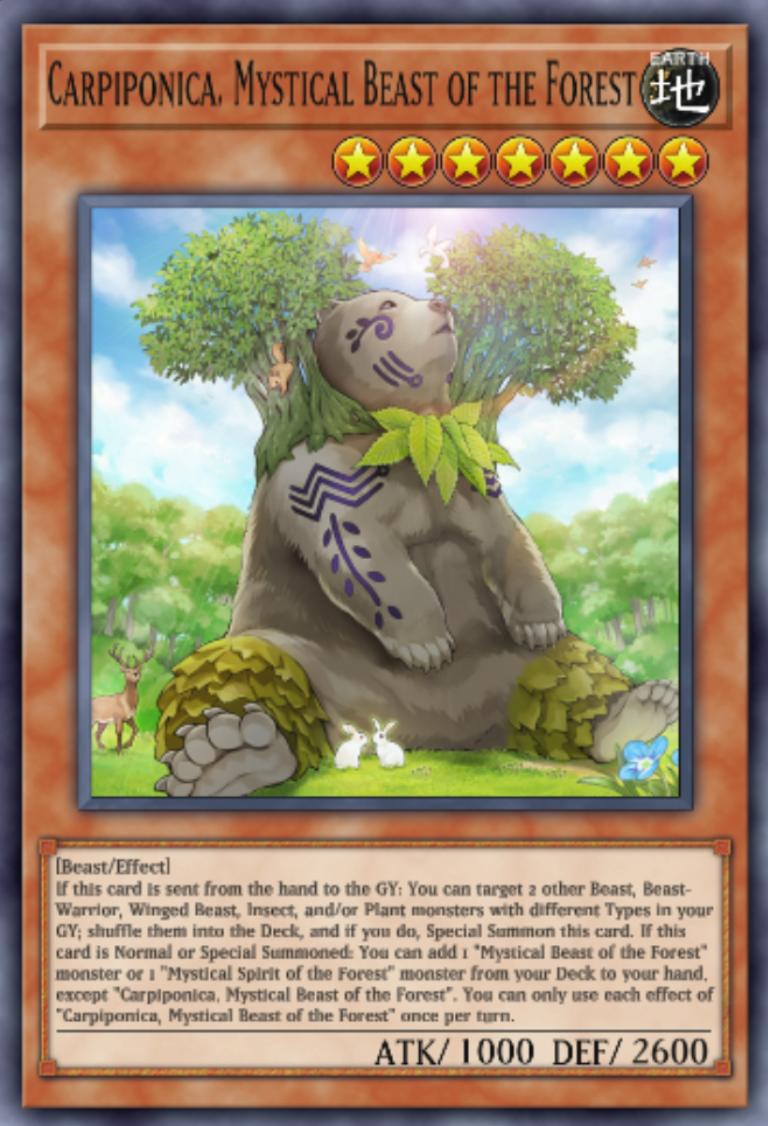 Carpiponica, Mystical Beast of the Forest
EARTH
地
[Beast/Effect]
If this card is sent from the hand to the GY: You can target 2 other Beast, Beast-
Warrior, Winged Beast, Insect, and/or Plant monsters with different Types in your
GY; shuffle them into the Deck, and if you do, Special Summon this card. If this
card is Normal or Special Summoned: You can add 1 "Mystical Beast of the Forest"
monster or 1 "Mystical Spirit of the Forest" monster from your Deck to your hand,
except "Carpiponica, Mystical Beast of the Forest". You can only use each effect of
"Carpiponica, Mystical Beast of the Forest" once per turn.
ATK/ 1000 DEF/ 2600